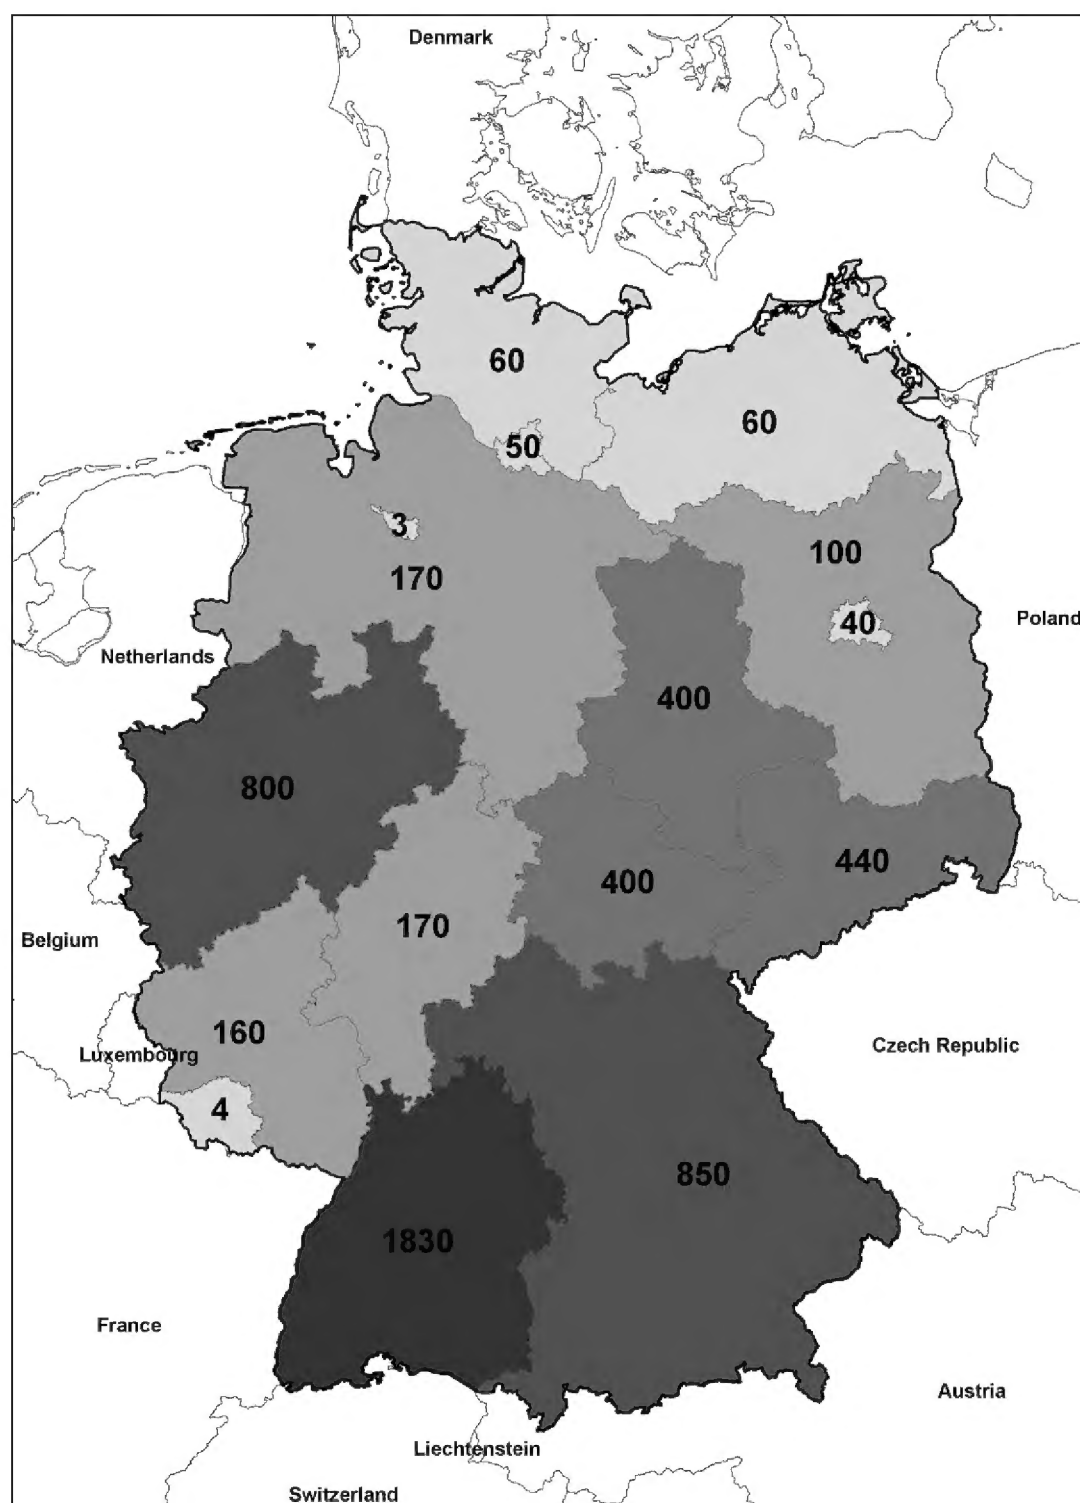 Denmark
60
60
50
3
100
170
40
Poland
Netherlands
400
800
440
400
170
Belgium
160
Czech Republic
Luxembourg
4
850
1830
France
Austria
Liechtenstein
Switzerland